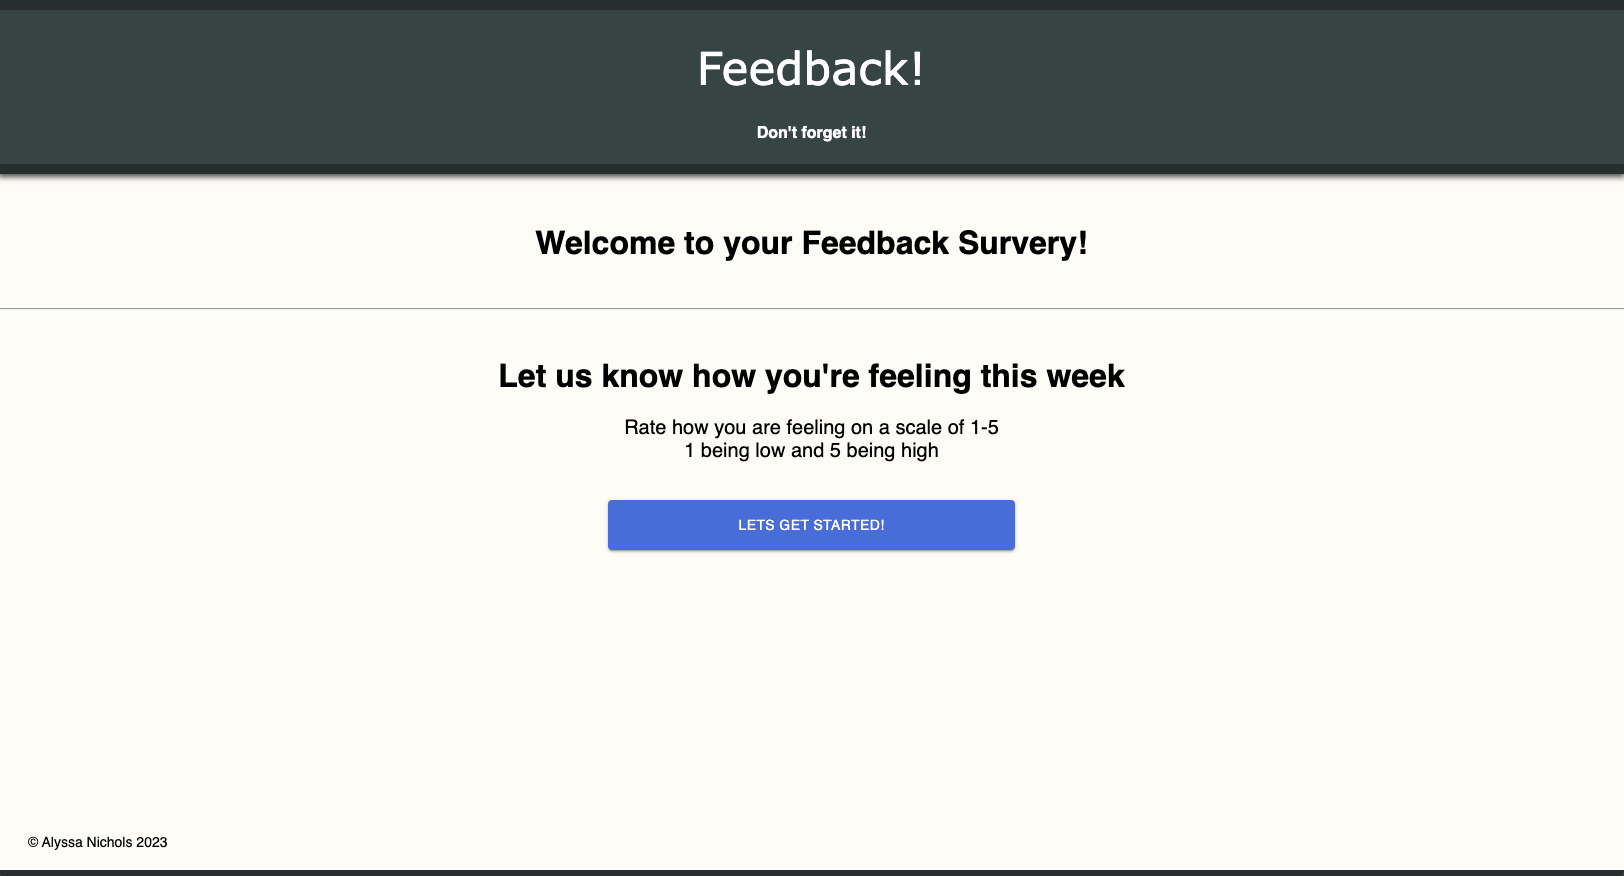 Feedback!
Don't forget it!
Welcome to your Feedback Survery!
Let us know how you're feeling this week
Rate how you are feeling on a scale of 1-5
1 being low and 5 being high
LETS GET STARTED!
© Alyssa Nichols 2023